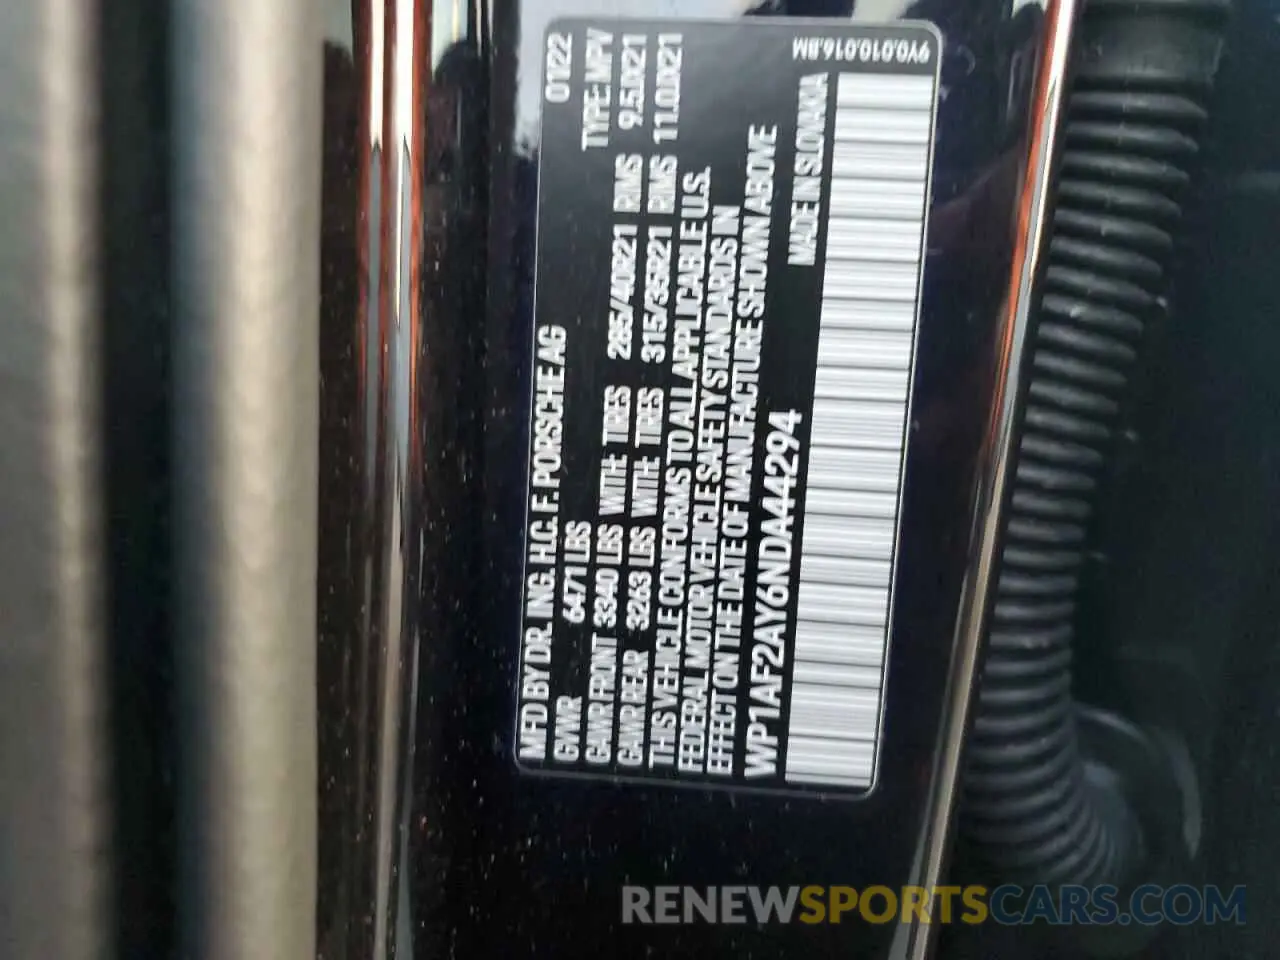 MFD BY DR. ING. H.C. F. PORSCHE AG 01/22
GVWR 6471 LBS TYPE: MPV
GAWR FRONT 3340 LBS WITH: TIRES 285/40R21 RIMS 9.5JX21
GAWR REAR 3263 LBS WITH: TIRES 315/35R21 RIMS 11.0JX21
THIS VEHICLE CONFORMS TO ALL APPLICABLE U.S.
FEDERAL MOTOR VEHICLE SAFETY STANDARDS IN
EFFECT ON THE DATE OF MANUFACTURE SHOWN ABOVE
WP1AF2AY6NDA44294 MADE IN SLOVAKIA
9Y0.010.016.BM
RENEWSPORTSCARS.COM